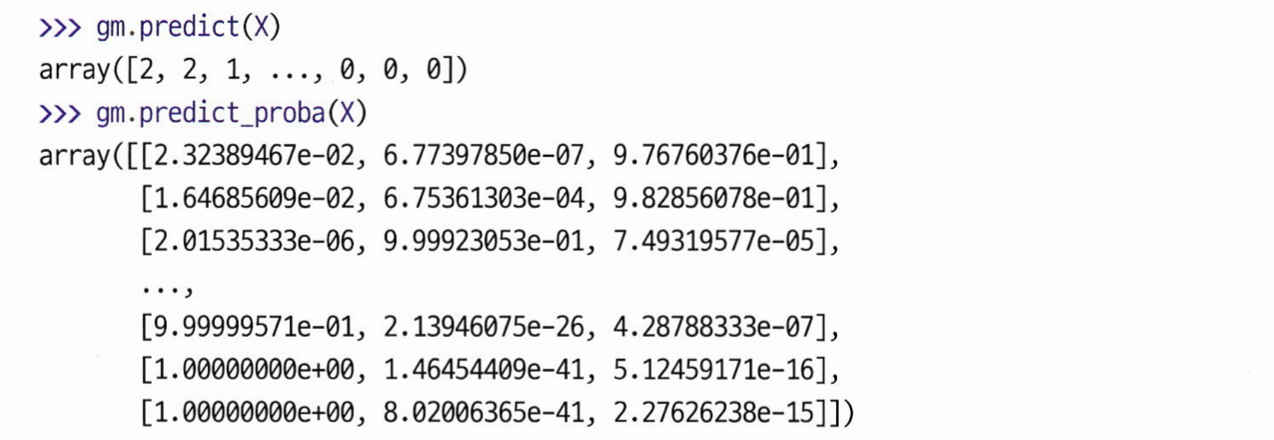 >>> gm.predict(X)
array([2, 2, 1, ..., 0, 0, 0])
>>> gm.predict_proba(X)
array([[2.32389467e-02, 6.77397850e-07, 9.76760376e-01],
       [1.64685609e-02, 6.75361303e-04, 9.82856078e-01],
       [2.01535333e-06, 9.99923053e-01, 7.49319577e-05],
       ...,
       [9.99999571e-01, 2.13946075e-26, 4.28788333e-07],
       [1.00000000e+00, 1.46454409e-41, 5.12459171e-16],
       [1.00000000e+00, 8.02006365e-41, 2.27626238e-15]])